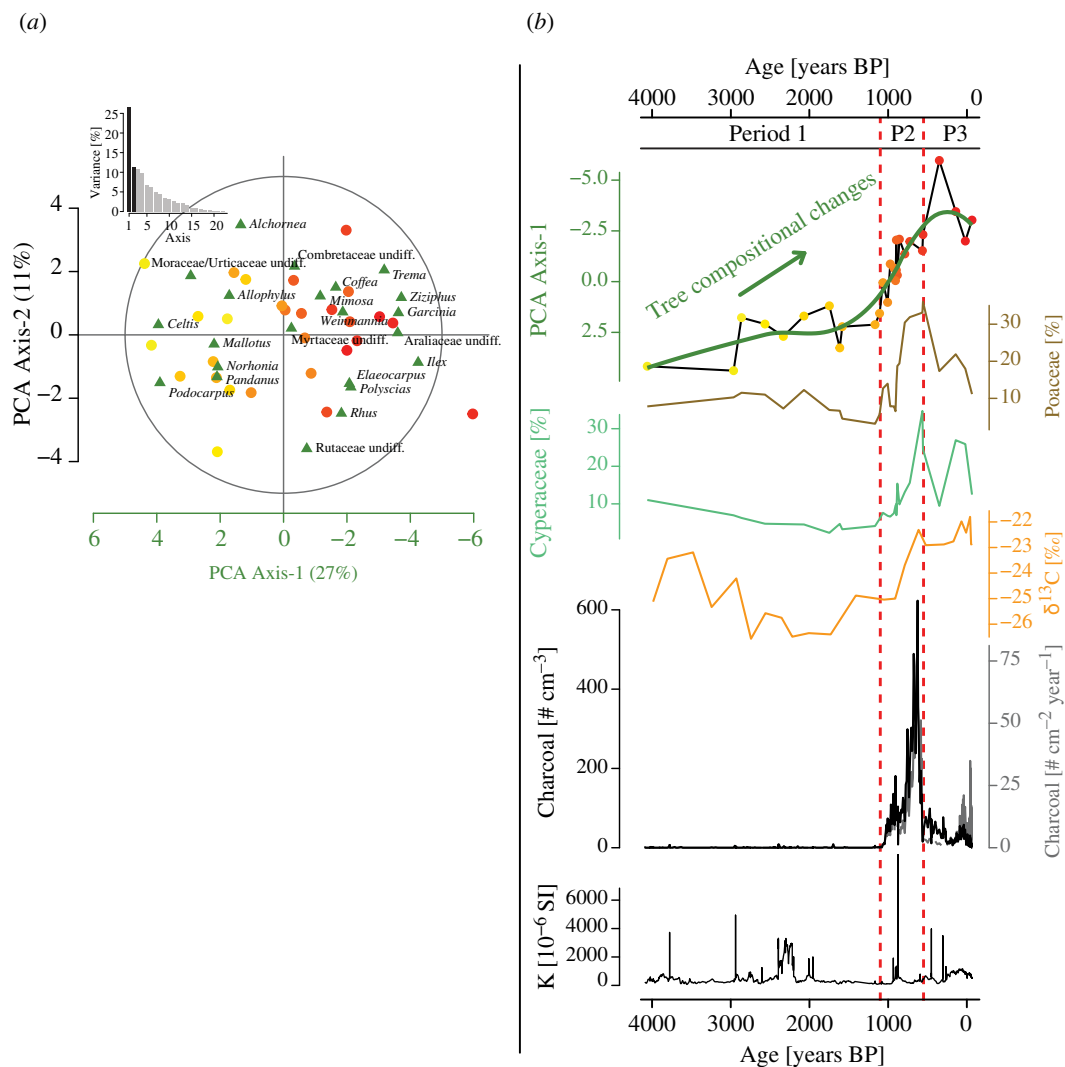 (a)
25
20
15
10
5
0
Variance [%]
1 5 10 15 20
Axis
4
2
0
−2
−4
PCA Axis-2 (11%)
Alchornea
Combretaceae undiff.
Moraceae/Urticaceae undiff.
Trema
Coffea
Allophylus
Mimosa
Ziziphus
Garcinia
Weinmannia
Celtis
Myrtaceae undiff.
Araliaceae undiff.
Mallotus
Norhonia
Ilex
Pandanus
Elaeocarpus
Podocarpus
Polyscias
Rhus
Rutaceae undiff.
6 4 2 0 −2 −4 −6
PCA Axis-1 (27%)
(b)
Age [years BP]
4000 3000 2000 1000 0
Period 1 P2 P3
−5.0
−2.5
0.0
2.5
PCA Axis-1
Tree compositional changes
30
20
10
Poaceae [%]
30
20
10
Cyperaceae [%]
−22
−23
−24
−25
−26
δ¹³C [‰]
600
400
200
0
Charcoal [# cm⁻³]
75
50
25
0
Charcoal [# cm⁻² year⁻¹]
6000
4000
2000
0
K [10⁻⁶ SI]
4000 3000 2000 1000 0
Age [years BP]